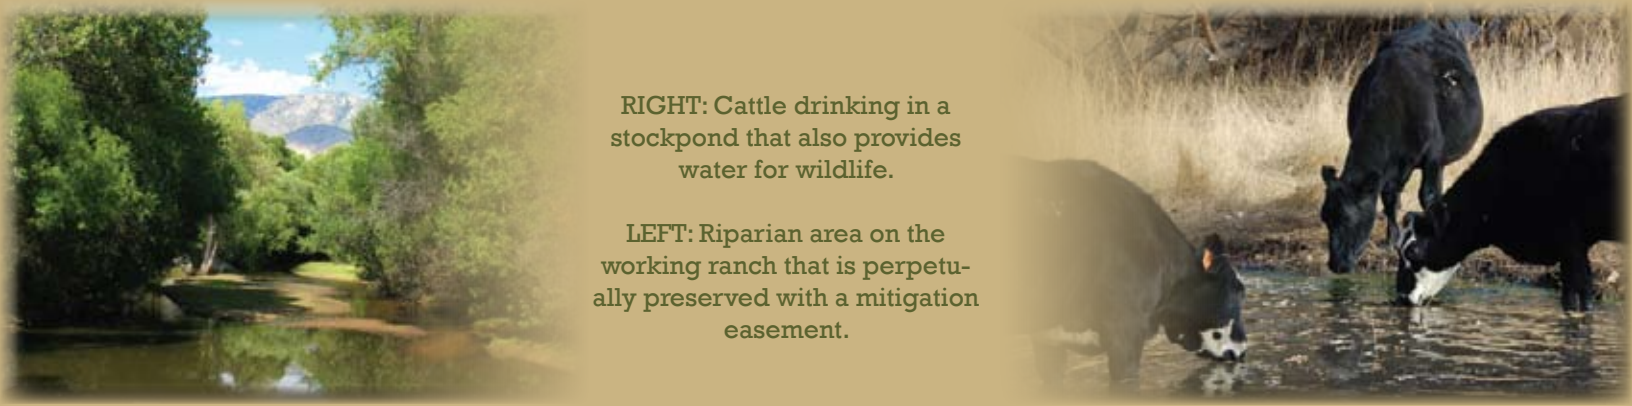 RIGHT: Cattle drinking in a
stockpond that also provides
water for wildlife.
LEFT: Riparian area on the
working ranch that is perpetu-
ally preserved with a mitigation
easement.